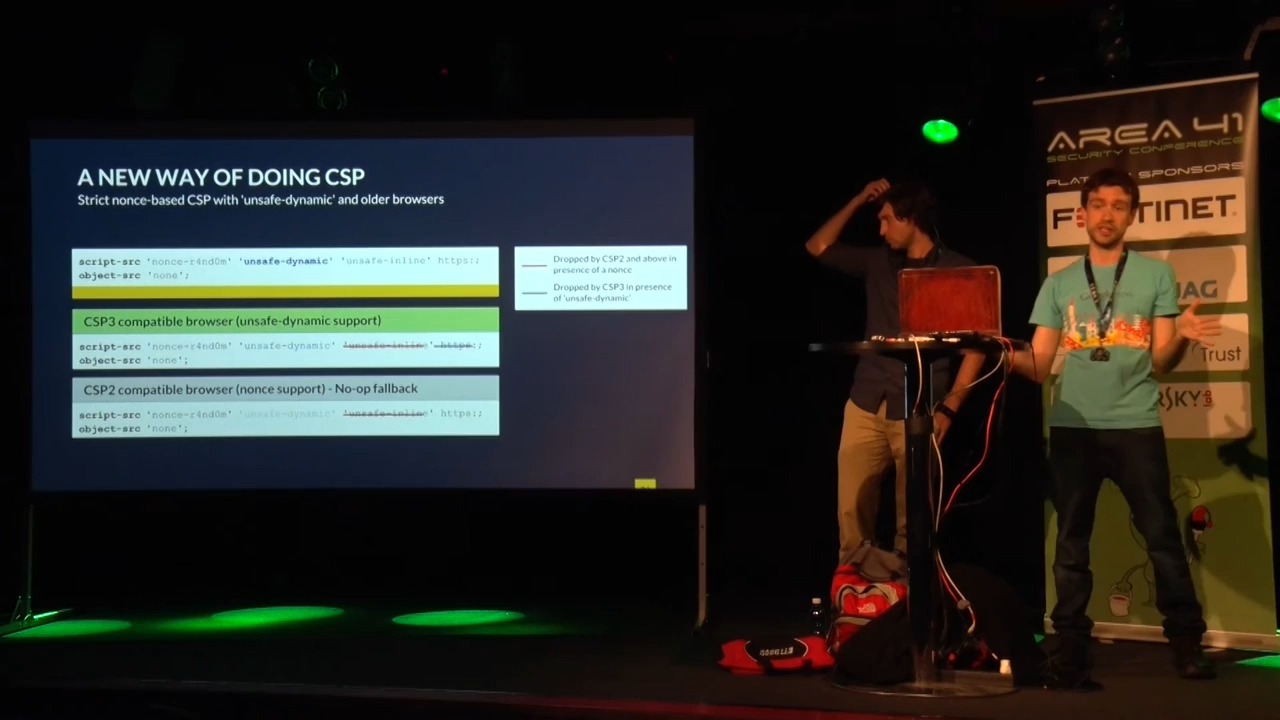 A NEW WAY OF DOING CSP
Strict nonce-based CSP with 'unsafe-dynamic' and older browsers
script-src 'nonce-r4nd0m' 'unsafe-dynamic' 'unsafe-inline' https:;
object-src 'none';
Dropped by CSP2 and above in
presence of a nonce
Dropped by CSP3 in presence
of 'unsafe-dynamic'
CSP3 compatible browser (unsafe-dynamic support)
script-src 'nonce-r4nd0m' 'unsafe-dynamic' 'unsafe-inline' https:;
object-src 'none';
CSP2 compatible browser (nonce support) - No-op fallback
script-src 'nonce-r4nd0m' 'unsafe-dynamic' 'unsafe-inline' https:;
object-src 'none';
AREA 41
SECURITY CONFERENCE
SPONSORS
Trust